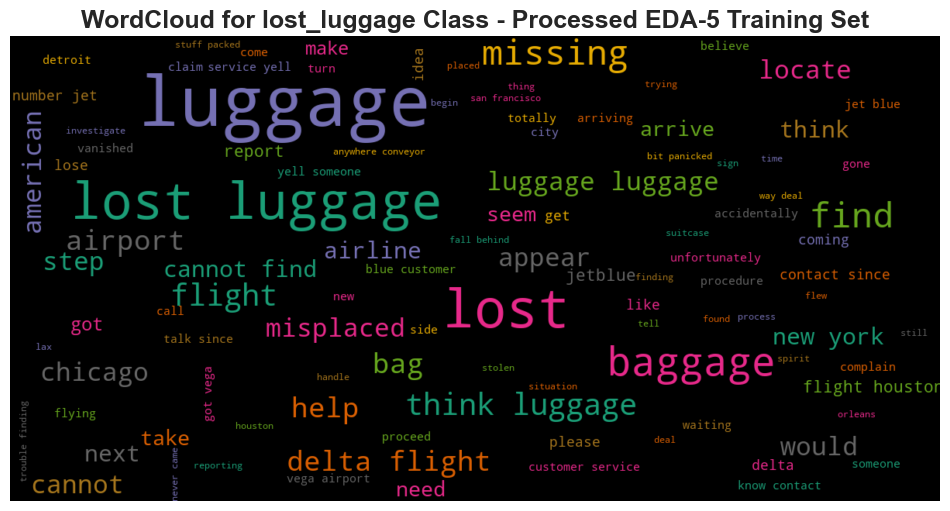 WordCloud for lost_luggage Class - Processed EDA-5 Training Set
stuff packed
make
missing
believe
detroit
come
idea
claim
service yell
turn
placed
locate
number jet
luggage
begin
thing
san francisco
trying
jet blue
american
investigate
totally
arriving
city
arrive
think
vanished
report
anywhere conveyor
bit panicked
sign
time
gone
lose
yell someone
luggage luggage
way deal
lost luggage
seem
get
accidentally
find
airport
airline
fall behind
suitcase
coming
step
cannot find
blue customer
appear
jetblue
unfortunately
finding
procedure
contact since
flight
new
lost
like
flew
got
call
misplaced
side
tell
found
process
new york
still
lax
talk since
baggage
spirit
complain
chicago
got vega
handle
bag
stolen
situation
flight houston
flying
help
think luggage
orleans
trouble finding
houston
waiting
next
take
proceed
please
deal
would
never came
reporting
delta flight
customer service
delta
someone
cannot
vega airport
need
know contact